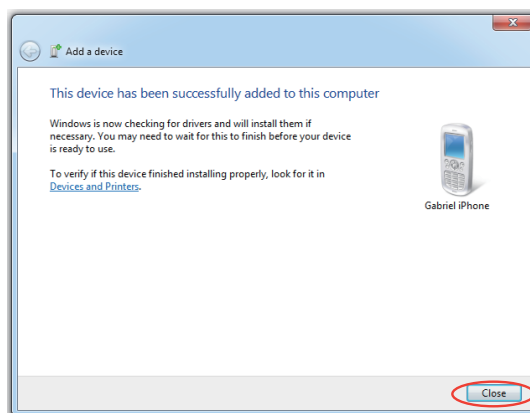 Add a device
This device has been successfully added to this computer
Windows is now checking for drivers and will install them if
necessary. You may need to wait for this to finish before your device
is ready to use.
To verify if this device finished installing properly, look for it in
Devices and Printers.
Gabriel iPhone
Close